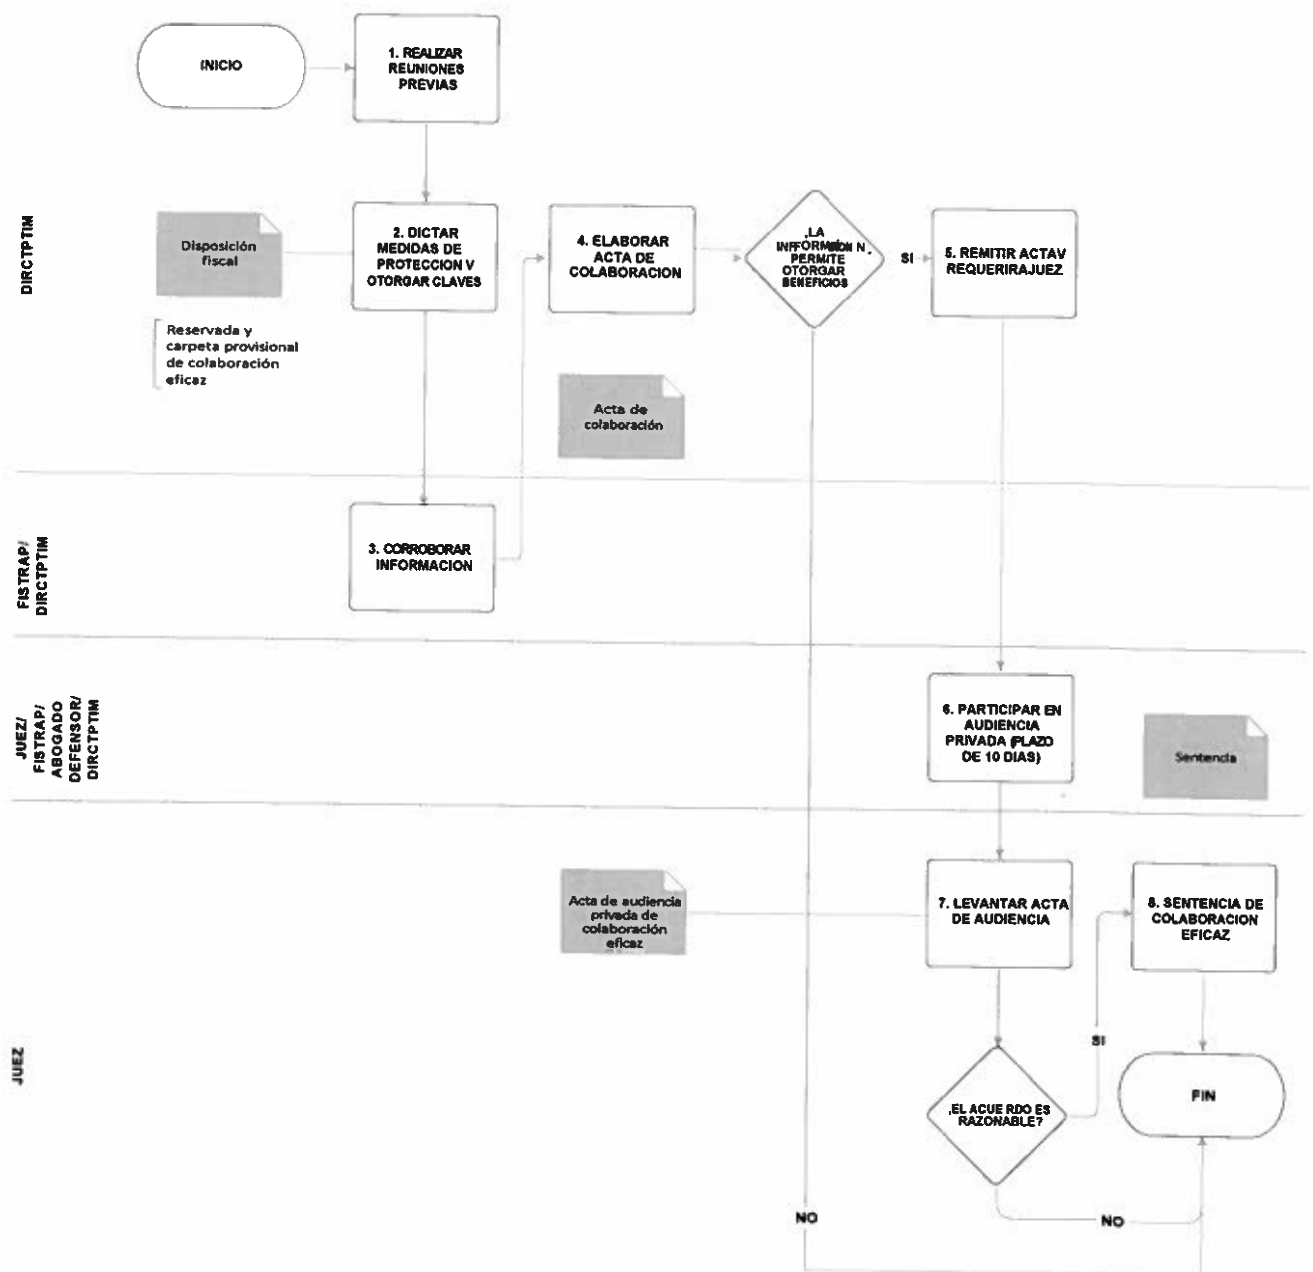 INICIO
1. REALIZAR
REUNIONES
PREVIAS
DIRCTPTIM
Disposición
fiscal
Reservada y
carpeta provisional
de colaboración
eficaz
2. DICTAR
MEDIDAS DE
PROTECCION V
OTORGAR CLAVES
4. ELABORAR
ACTA DE
COLABORACION
Acta de
colaboración
LA
PERMITE
OTORGAR
BENEFICIOS
SI
5. REMITIR ACTAV
REQUERIRAJUEZ
FISTRAP/
DIRCTPTIM
3. CORROBORAR
INFORMACION
JUEZ/
FISTRAP/
ABOGADO
DEFENSOR/
DIRCTPTIM
6. PARTICIPAR EN
AUDIENCIA
PRIVADA (PLAZO
DE 10 DIAS)
Sentencia
JUEZ
Acta de audiencia
privada de
colaboración
eficaz
7. LEVANTAR ACTA
DE AUDIENCIA
8. SENTENCIA DE
COLABORACION
EFICAZ
SI
,EL ACUE RDO ES
RAZONABLE?
FIN
NO
NO